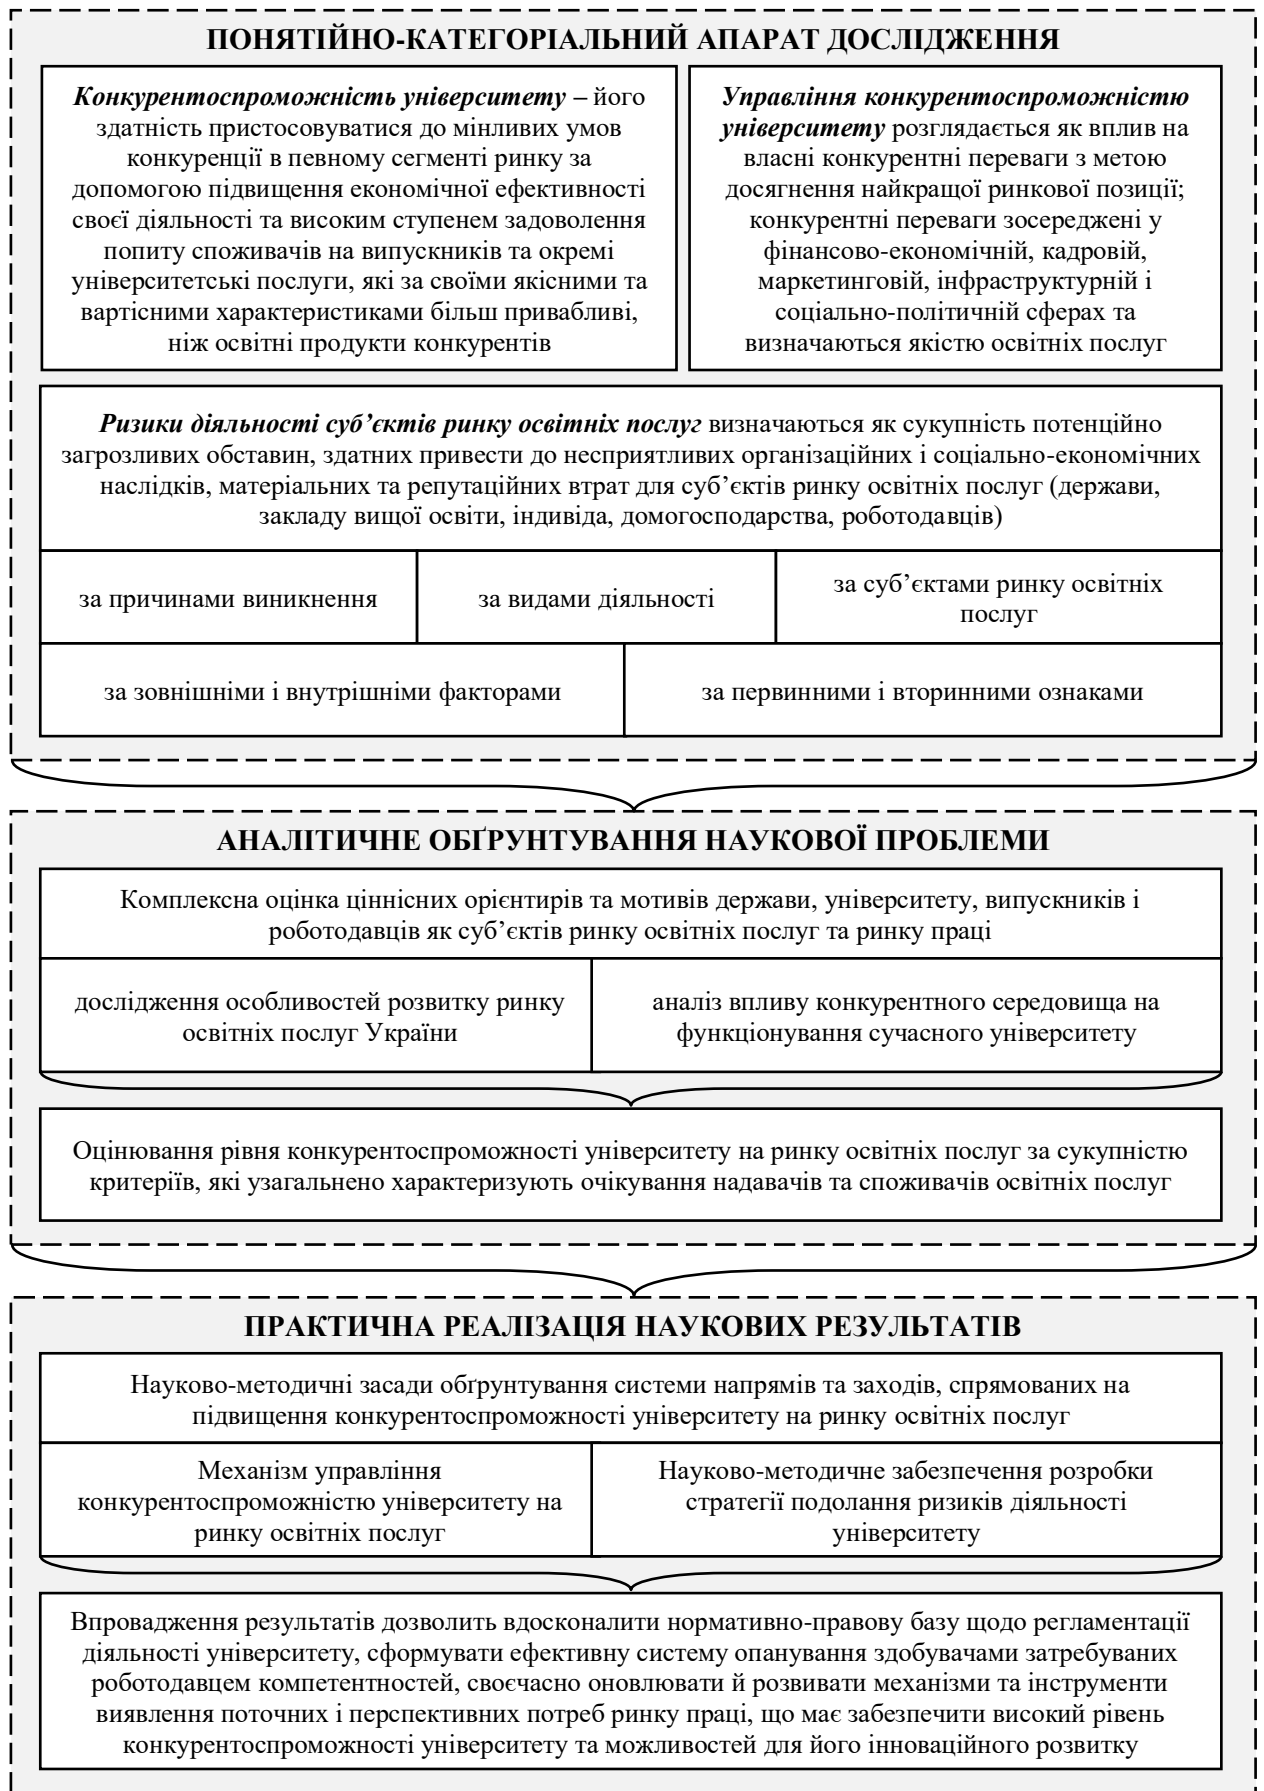 ПОНЯТІЙНО-КАТЕГОРІАЛЬНИЙ АПАРАТ ДОСЛІДЖЕННЯ
Конкурентоспроможність університету – його
здатність пристосовуватися до мінливих умов
конкуренції в певному сегменті ринку за
допомогою підвищення економічної ефективності
своєї діяльності та високим ступенем задоволення
попиту споживачів на випускників та окремі
університетські послуги, які за своїми якісними та
вартісними характеристиками більш привабливі,
ніж освітні продукти конкурентів
Управління конкурентоспроможністю
університету розглядається як вплив на
власні конкурентні переваги з метою
досягнення найкращої ринкової позиції;
конкурентні переваги зосереджені у
фінансово-економічній, кадровій,
маркетинговій, інфраструктурній і
соціально-політичній сферах та
визначаються якістю освітніх послуг
Ризики діяльності суб’єктів ринку освітніх послуг визначаються як сукупність потенційно
загрозливих обставин, здатних привести до несприятливих організаційних і соціально-економічних
наслідків, матеріальних та репутаційних втрат для суб’єктів ринку освітніх послуг (держави,
закладу вищої освіти, індивіда, домогосподарства, роботодавців)
за причинами виникнення
за видами діяльності
за суб’єктами ринку освітніх
послуг
за зовнішніми і внутрішніми факторами
за первинними і вторинними ознаками
АНАЛІТИЧНЕ ОБҐРУНТУВАННЯ НАУКОВОЇ ПРОБЛЕМИ
Комплексна оцінка ціннісних орієнтирів та мотивів держави, університету, випускників і
роботодавців як суб’єктів ринку освітніх послуг та ринку праці
дослідження особливостей розвитку ринку
освітніх послуг України
аналіз впливу конкурентного середовища на
функціонування сучасного університету
Оцінювання рівня конкурентоспроможності університету на ринку освітніх послуг за сукупністю
критеріїв, які узагальнено характеризують очікування надавачів та споживачів освітніх послуг
ПРАКТИЧНА РЕАЛІЗАЦІЯ НАУКОВИХ РЕЗУЛЬТАТІВ
Науково-методичні засади обґрунтування системи напрямів та заходів, спрямованих на
підвищення конкурентоспроможності університету на ринку освітніх послуг
Механізм управління
конкурентоспроможністю університету на
ринку освітніх послуг
Науково-методичне забезпечення розробки
стратегії подолання ризиків діяльності
університету
Впровадження результатів дозволить вдосконалити нормативно-правову базу щодо регламентації
діяльності університету, сформувати ефективну систему опанування здобувачами затребуваних
роботодавцем компетентностей, своєчасно оновлювати й розвивати механізми та інструменти
виявлення поточних і перспективних потреб ринку праці, що має забезпечити високий рівень
конкурентоспроможності університету та можливостей для його інноваційного розвитку